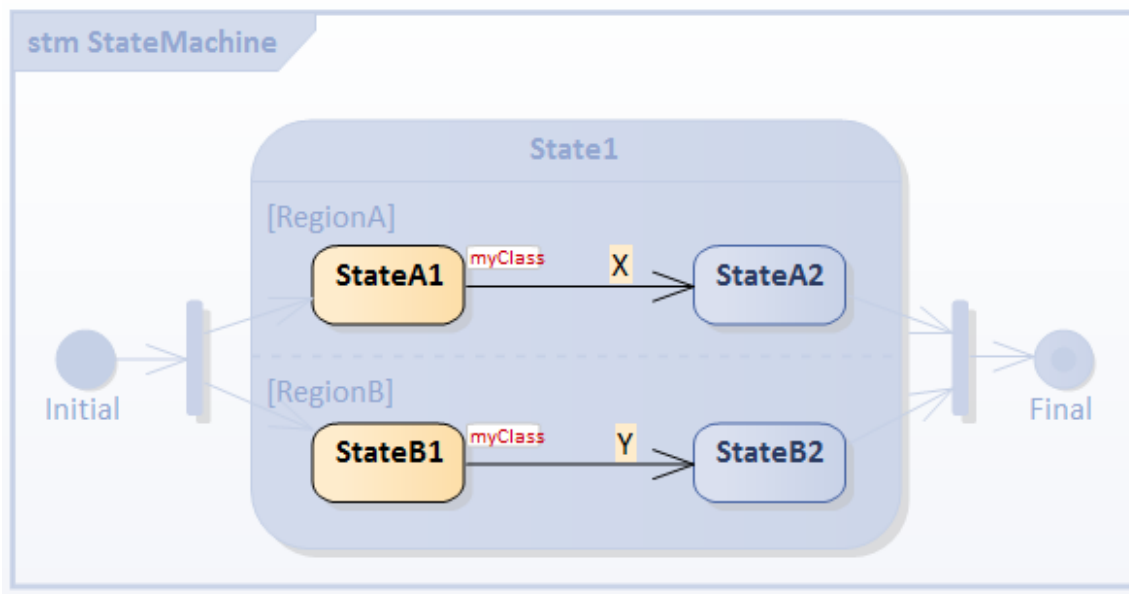 stm StateMachine
State1
[RegionA]
StateA1
myClass
X
StateA2
Initial
Final
[RegionB]
StateB1
myClass
Y
StateB2